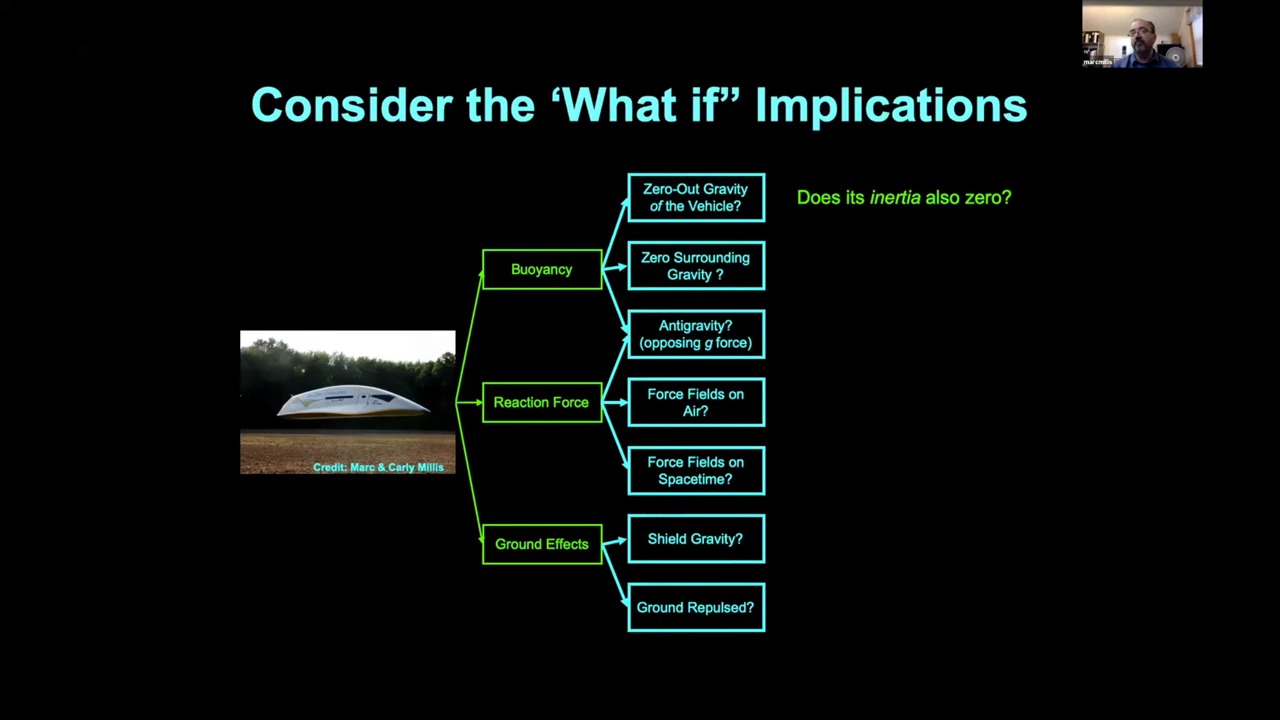 marcmillis
Consider the ‘What if” Implications
Zero-Out Gravity
of the Vehicle?
Does its inertia also zero?
Buoyancy
Zero Surrounding
Gravity ?
Antigravity?
(opposing g force)
Reaction Force
Force Fields on
Air?
Force Fields on
Spacetime?
Credit: Marc & Carly Millis
Ground Effects
Shield Gravity?
Ground Repulsed?